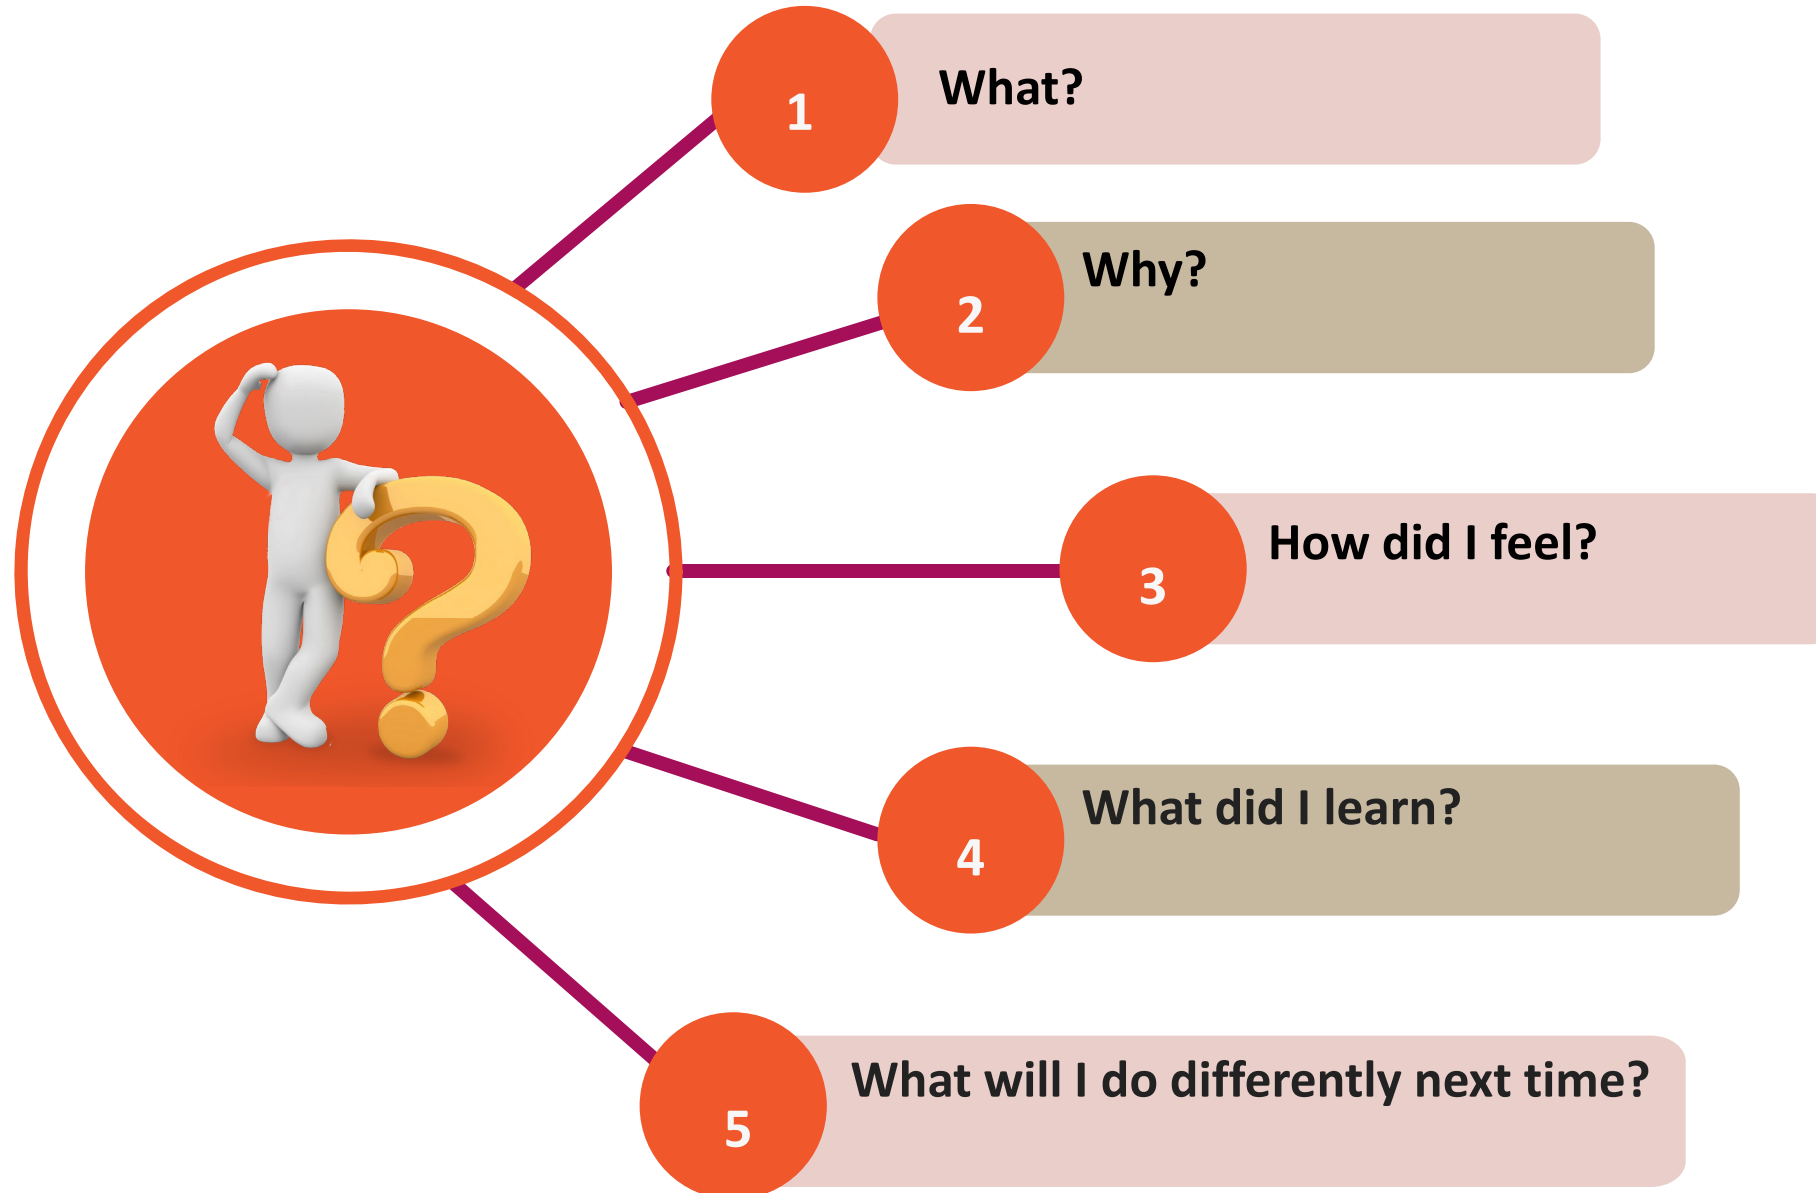 1
What?
2
Why?
3
How did I feel?
4
What did I learn?
5
What will I do differently next time?